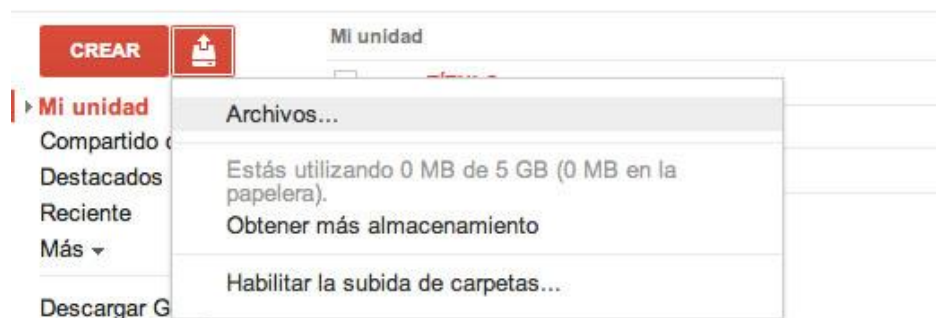 CREAR
Mi unidad
Mi unidad
Archivos...
Compartido
Estás utilizando 0 MB de 5 GB (0 MB en la
papelera).
Destacados
Obtener más almacenamiento
Reciente
Más
Habilitar la subida de carpetas...
Descargar G